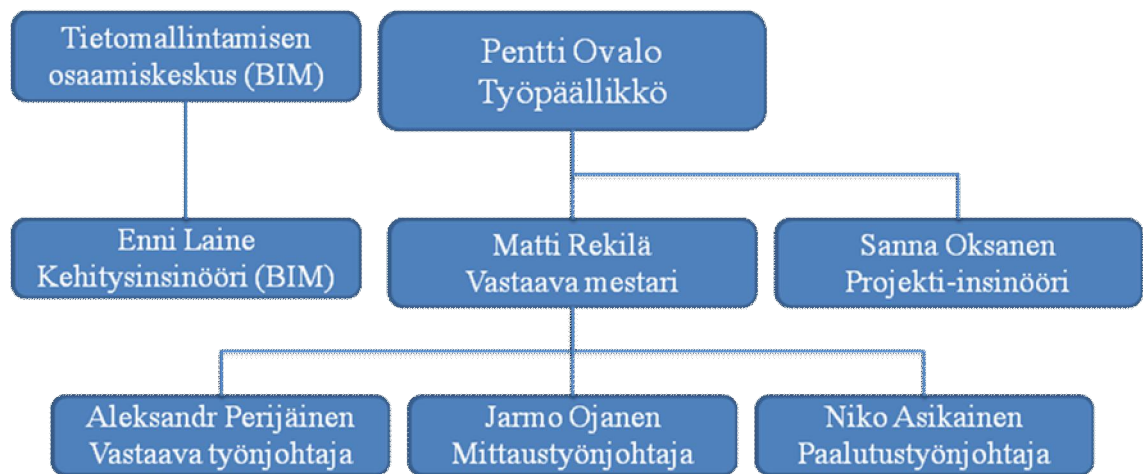 Tietomallintamisen
osaamiskeskus (BIM)
Pentti Ovalo
Työpäällikkö
Enni Laine
Kehitysinsinööri (BIM)
Matti Rekilä
Vastaava mestari
Sanna Oksanen
Projekti-insinööri
Aleksandr Perijäinen
Vastaava työnjohtaja
Jarmo Ojanen
Mittaustyönjohtaja
Niko Asikainen
Paalutustyönjohtaja